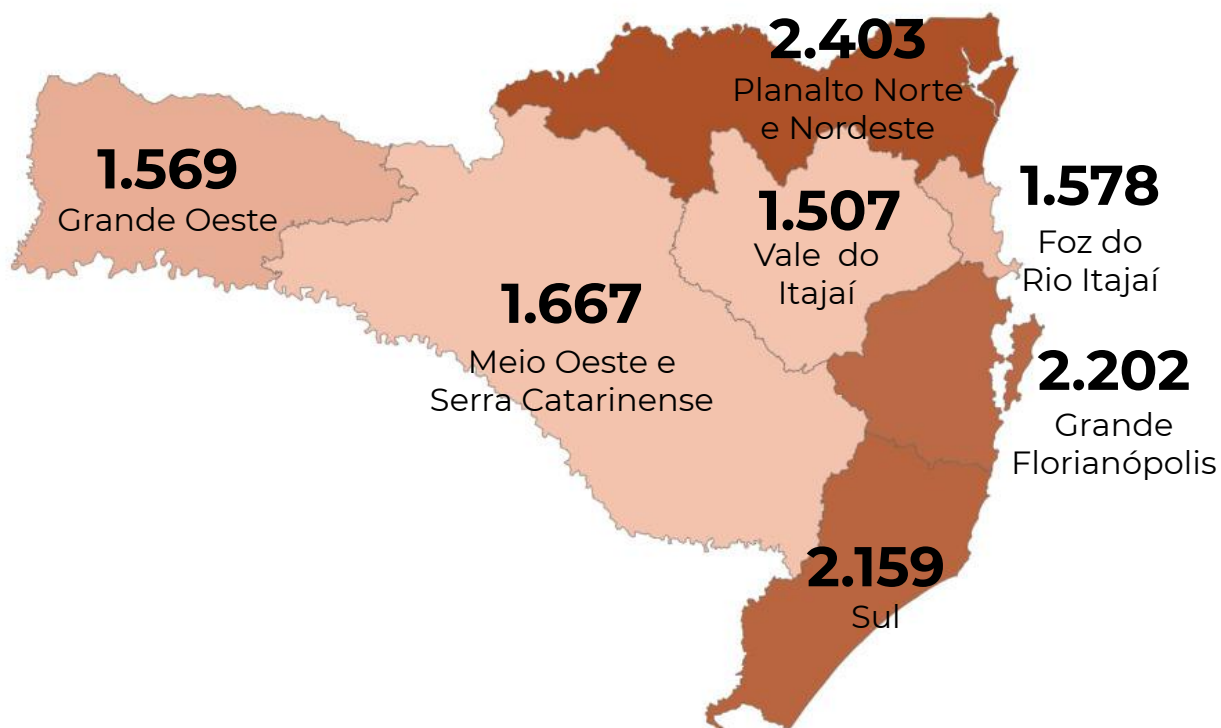 2.403
Planalto Norte
e Nordeste
1.569
Grande Oeste
1.507
Vale do
Itajaí
1.578
Foz do
Rio Itajaí
1.667
Meio Oeste e
Serra Catarinense
2.202
Grande
Florianópolis
2.159
Sul